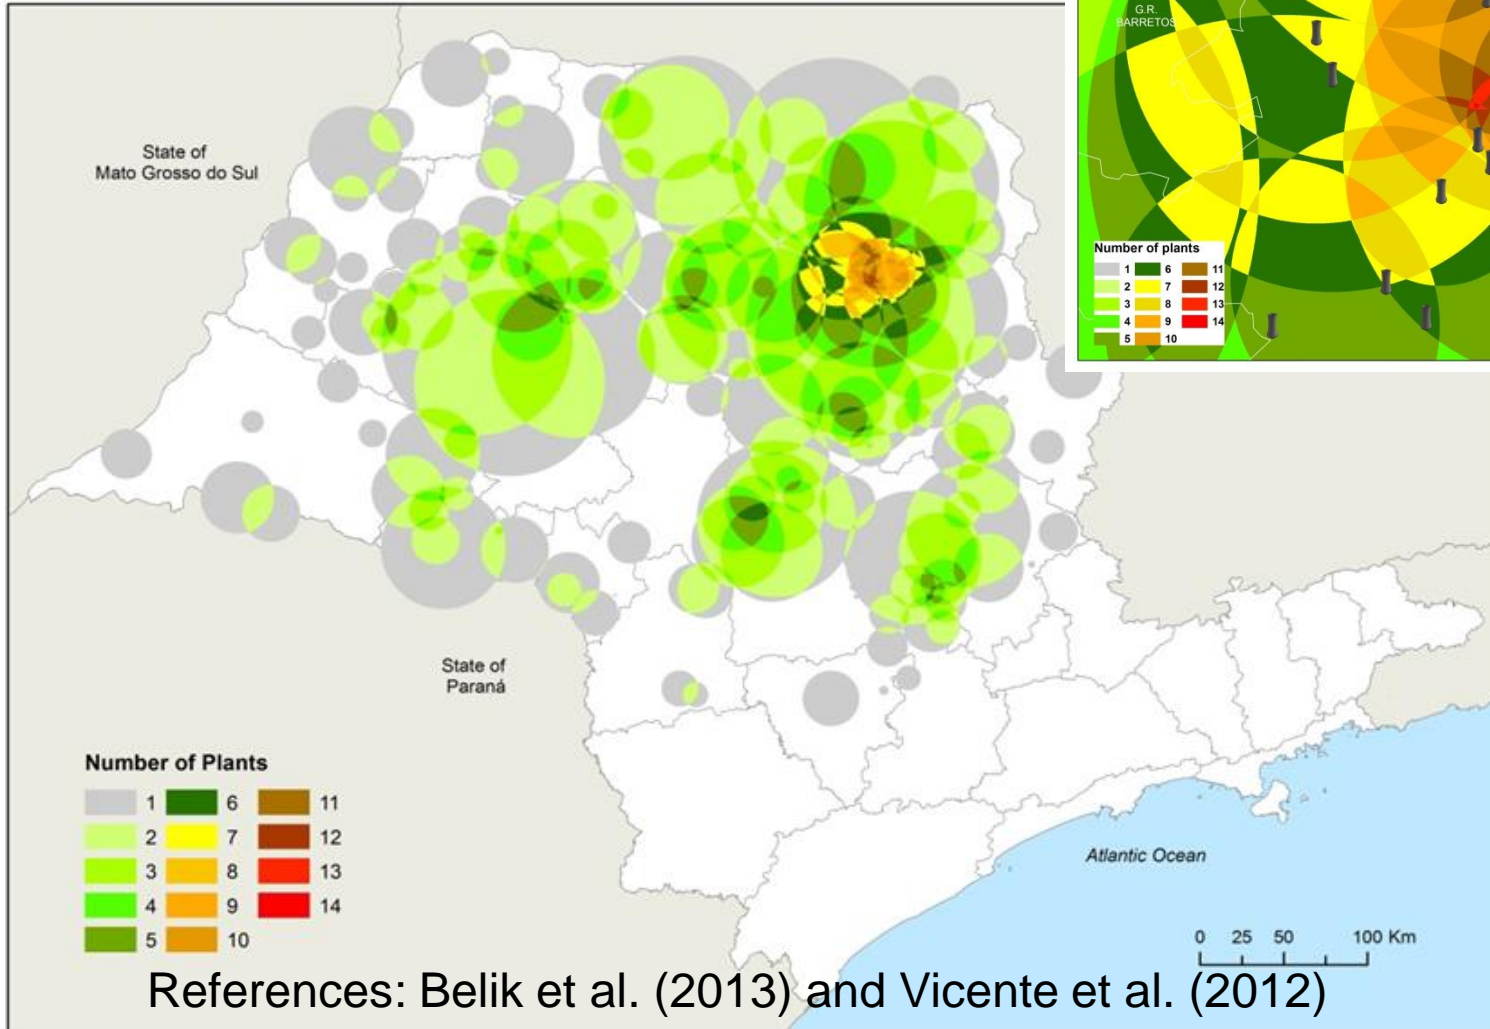 G.R.
BARRETOS
Number of plants
1 6 11
2 7 12
3 8 13
4 9 14
5 10
State of
Mato Grosso do Sul
State of
Paraná
Number of Plants
1 6 11
2 7 12
3 8 13
4 9 14
5 10
Atlantic Ocean
0 25 50 100 Km
References: Belik et al. (2013) and Vicente et al. (2012)